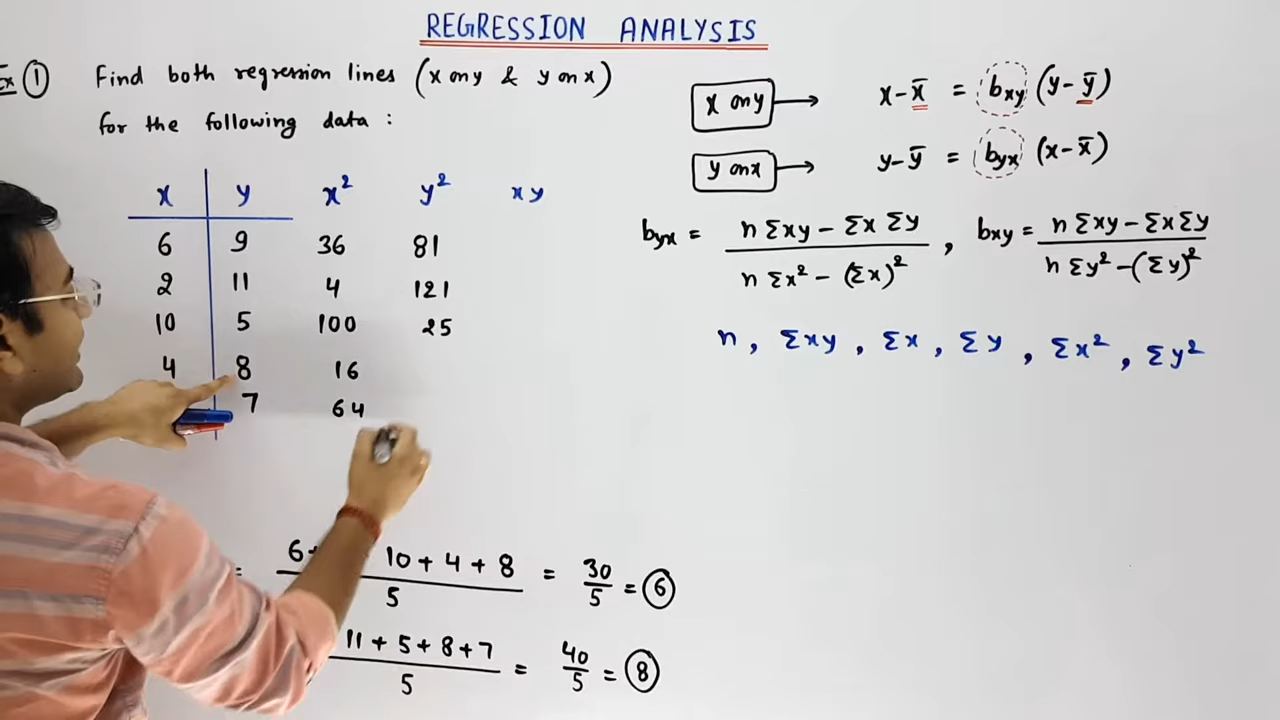 REGRESSION ANALYSIS
Ex ① Find both regression lines (x on y & y on x)
for the following data :
x y x² y² xy
6 9 36 81
2 11 4 121
10 5 100 25
4 8 16
7 64
= 10 + 4 + 8 / 5 = 30/5 = ⑥
11 + 5 + 8 + 7 / 5 = 40/5 = ⑧
x on y → x - x̄ = bxy (y - ȳ)
y on x → y - ȳ = byx (x - x̄)
byx = n Σxy - Σx Σy / n Σx² - (Σx)² , bxy = n Σxy - Σx Σy / n Σy² - (Σy)²
n , Σxy , Σx , Σy , Σx² , Σy²